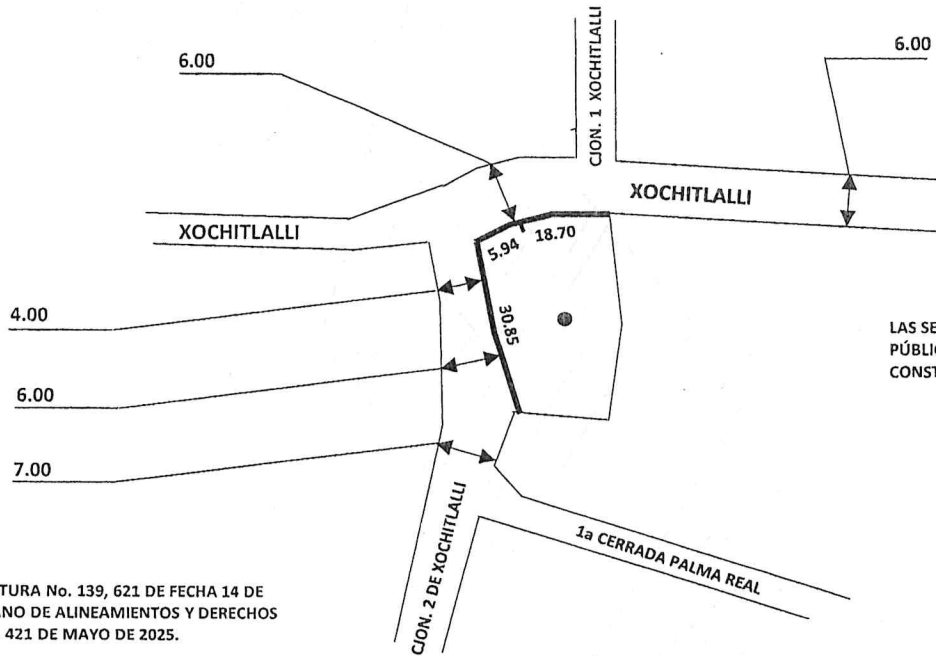 6.00
CJON. 1 XOCHITLALLI
6.00
XOCHITLALLI
XOCHITLALLI
5.94
18.70
4.00
30.85
LAS SE
PÚBLIC
CONST
6.00
7.00
CJON. 2 DE XOCHITLALLI
1a CERRADA PALMA REAL
TURA No. 139, 621 DE FECHA 14 DE
NO DE ALINEAMIENTOS Y DERECHOS
421 DE MAYO DE 2025.